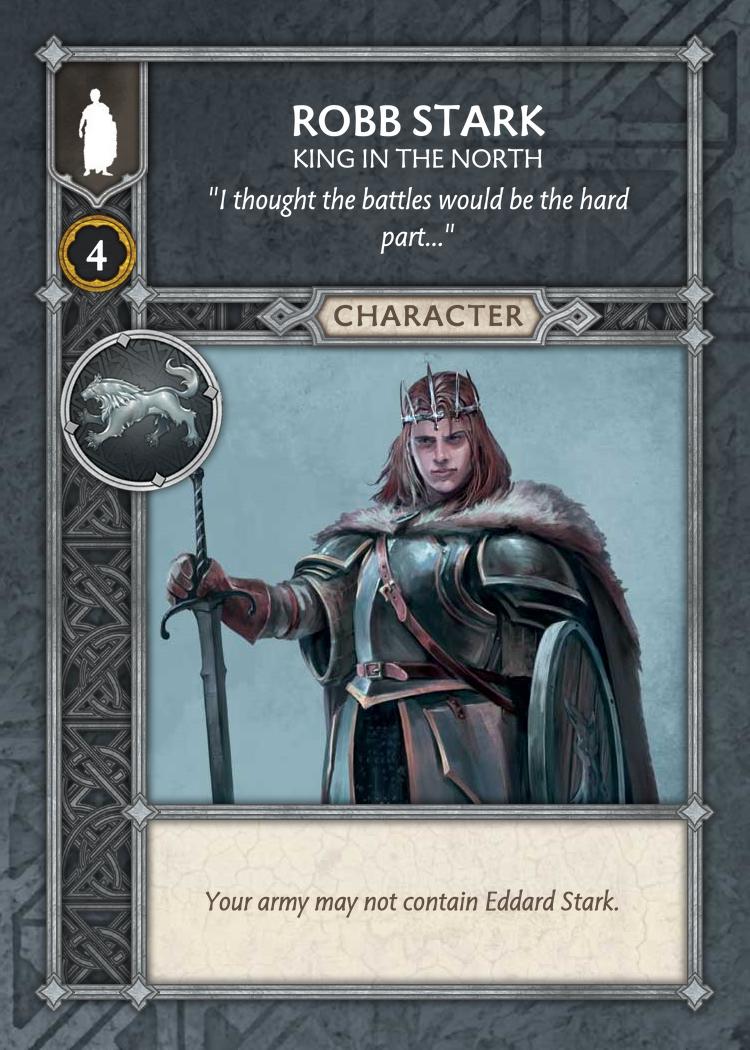 ROBB STARK
KING IN THE NORTH
"I thought the battles would be the hard
part..."
4
CHARACTER
Your army may not contain Eddard Stark.